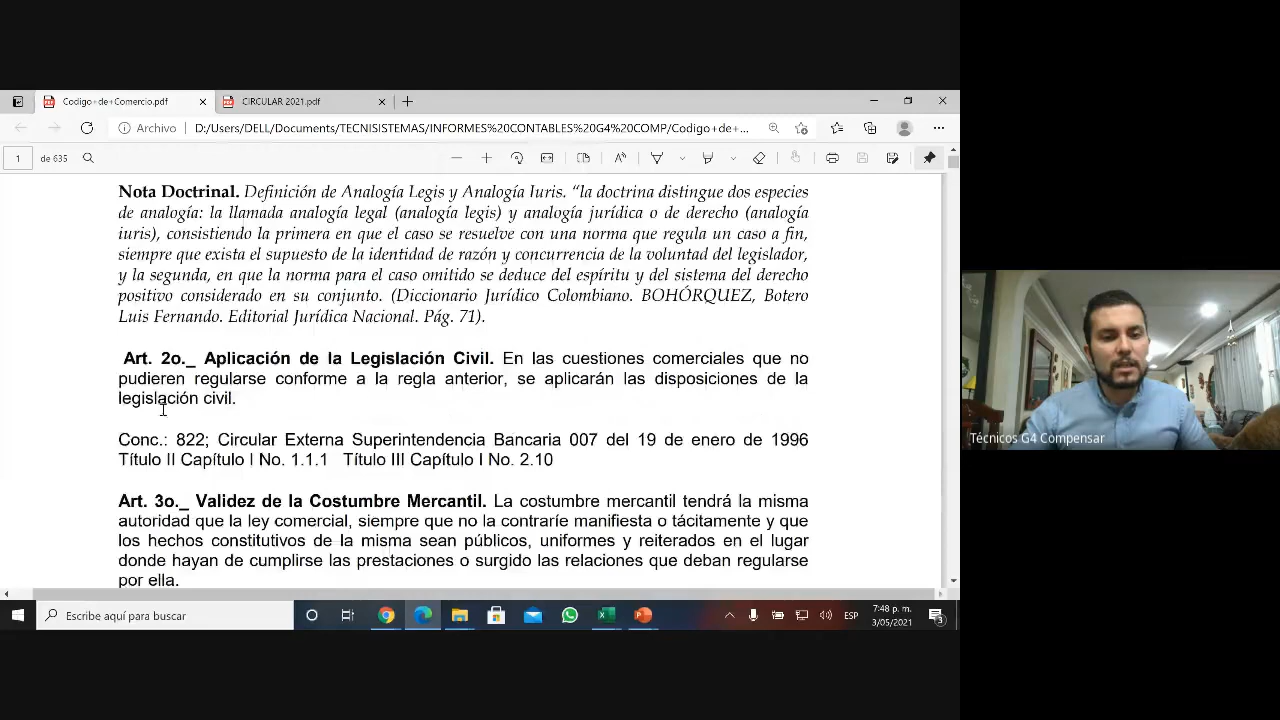 Codigo+de+Comercio.pdf
CIRCULAR 2021.pdf
Archivo
D:/Users/DELL/Documents/TECNISISTEMAS/INFORMES%20CONTABLES%20G4%20COMP/Codigo+de+...
1
de 635
Nota Doctrinal. Definición de Analogía Legis y Analogía Iuris. “la doctrina distingue dos especies
de analogía: la llamada analogía legal (analogía legis) y analogía jurídica o de derecho (analogía
iuris), consistiendo la primera en que el caso se resuelve con una norma que regula un caso a fin,
siempre que exista el supuesto de la identidad de razón y concurrencia de la voluntad del legislador,
y la segunda, en que la norma para el caso omitido se deduce del espíritu y del sistema del derecho
positivo considerado en su conjunto. (Diccionario Jurídico Colombiano. BOHÓRQUEZ, Botero
Luis Fernando. Editorial Jurídica Nacional. Pág. 71).
Art. 2o._ Aplicación de la Legislación Civil. En las cuestiones comerciales que no
pudieren regularse conforme a la regla anterior, se aplicarán las disposiciones de la
legislación civil.
Conc.: 822; Circular Externa Superintendencia Bancaria 007 del 19 de enero de 1996
Título II Capítulo I No. 1.1.1 Título III Capítulo I No. 2.10
Art. 3o._ Validez de la Costumbre Mercantil. La costumbre mercantil tendrá la misma
autoridad que la ley comercial, siempre que no la contraríe manifiesta o tácitamente y que
los hechos constitutivos de la misma sean públicos, uniformes y reiterados en el lugar
donde hayan de cumplirse las prestaciones o surgido las relaciones que deban regularse
por ella.
Técnicos G4 Compensar
Escribe aquí para buscar
ESP
7:48 p. m.
3/05/2021
3